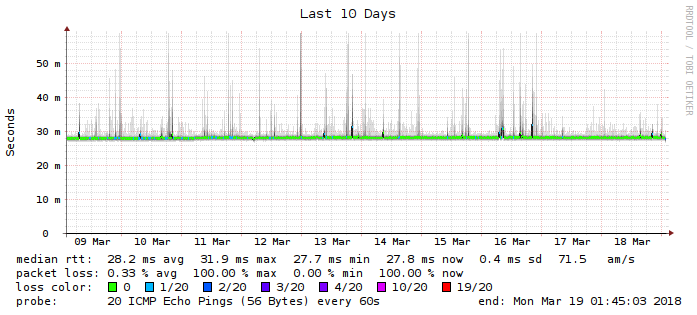 Last 10 Days
RRDTOOL / TOBI OETIKER
Seconds
50 m
40 m
30 m
20 m
10 m
0
09 Mar 10 Mar 11 Mar 12 Mar 13 Mar 14 Mar 15 Mar 16 Mar 17 Mar 18 Mar
median rtt: 28.2 ms avg 31.9 ms max 27.7 ms min 27.8 ms now 0.4 ms sd 71.5 am/s
packet loss: 0.33 % avg 100.00 % max 0.00 % min 100.00 % now
loss color: 0 1/20 2/20 3/20 4/20 10/20 19/20
probe: 20 ICMP Echo Pings (56 Bytes) every 60s end: Mon Mar 19 01:45:03 2018